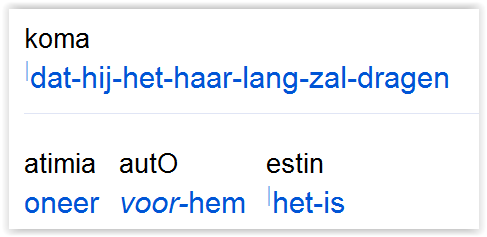 koma
dat-hij-het-haar-lang-zal-dragen
atimia autO estin
oneer voor-hem het-is